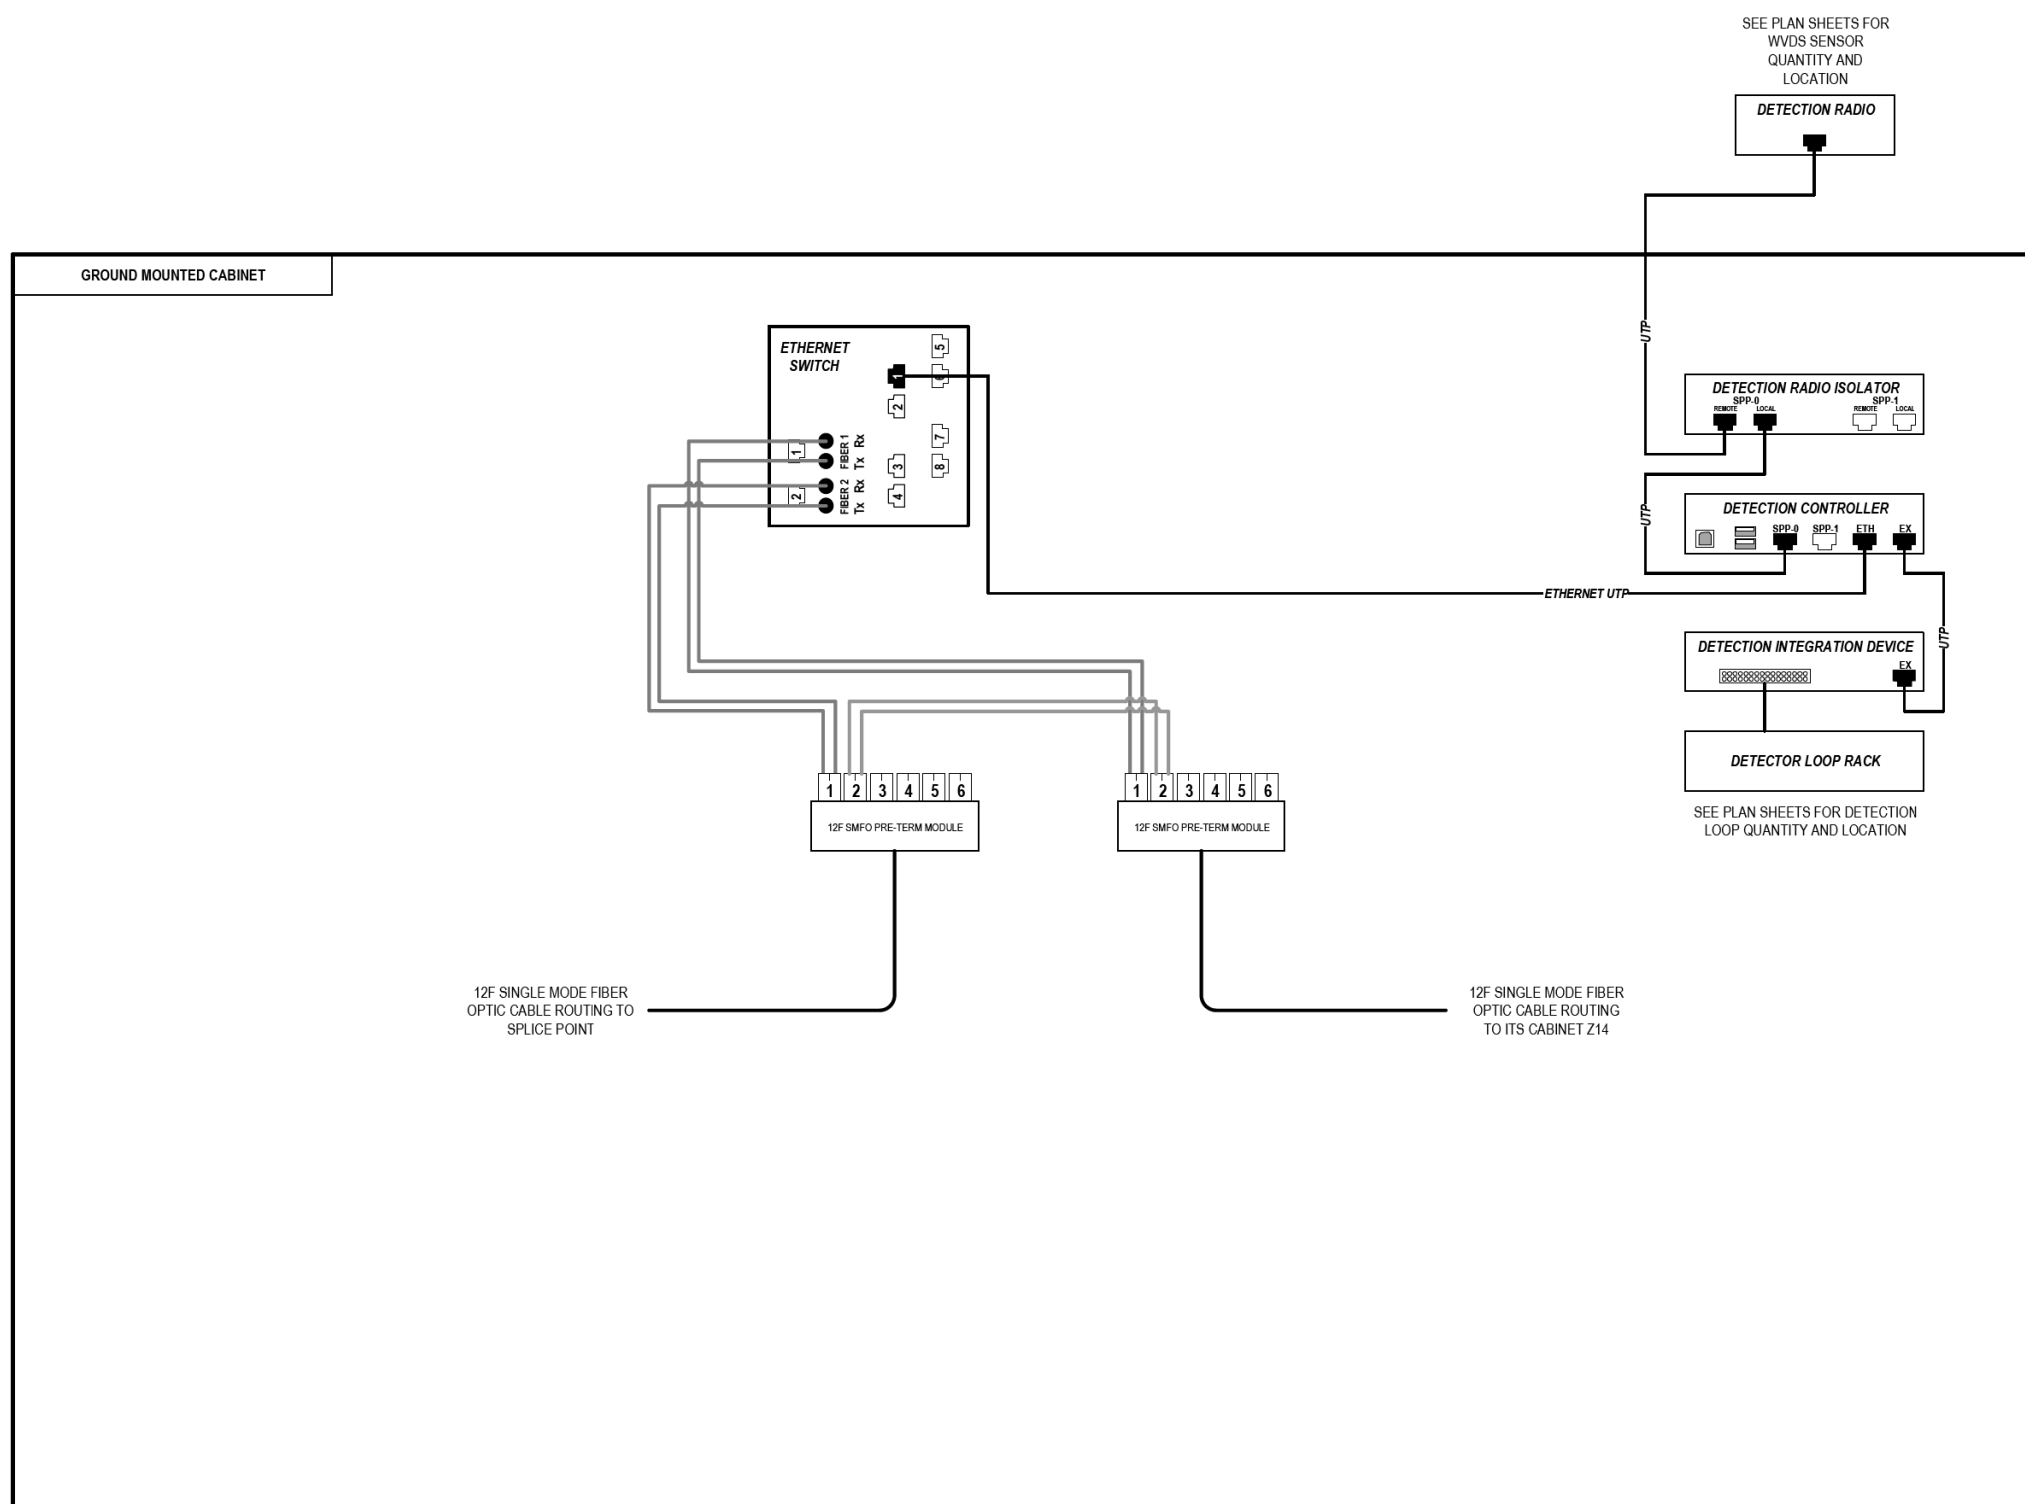 SEE PLAN SHEETS FOR
WVDS SENSOR
QUANTITY AND
LOCATION
DETECTION RADIO
GROUND MOUNTED CABINET
ETHERNET
SWITCH
5
1
6
2
7
3
8
4
1
2
FIBER 1
Rx
Tx
FIBER 2
Rx
Tx
UTP
DETECTION RADIO ISOLATOR
SPP-0
SPP-1
REMOTE
LOCAL
REMOTE
LOCAL
UTP
DETECTION CONTROLLER
SPP-0
SPP-1
ETH
EX
ETHERNET UTP
UTP
DETECTION INTEGRATION DEVICE
EX
DETECTOR LOOP RACK
SEE PLAN SHEETS FOR DETECTION
LOOP QUANTITY AND LOCATION
1 2 3 4 5 6
12F SMFO PRE-TERM MODULE
1 2 3 4 5 6
12F SMFO PRE-TERM MODULE
12F SINGLE MODE FIBER
OPTIC CABLE ROUTING TO
SPLICE POINT
12F SINGLE MODE FIBER
OPTIC CABLE ROUTING
TO ITS CABINET Z14